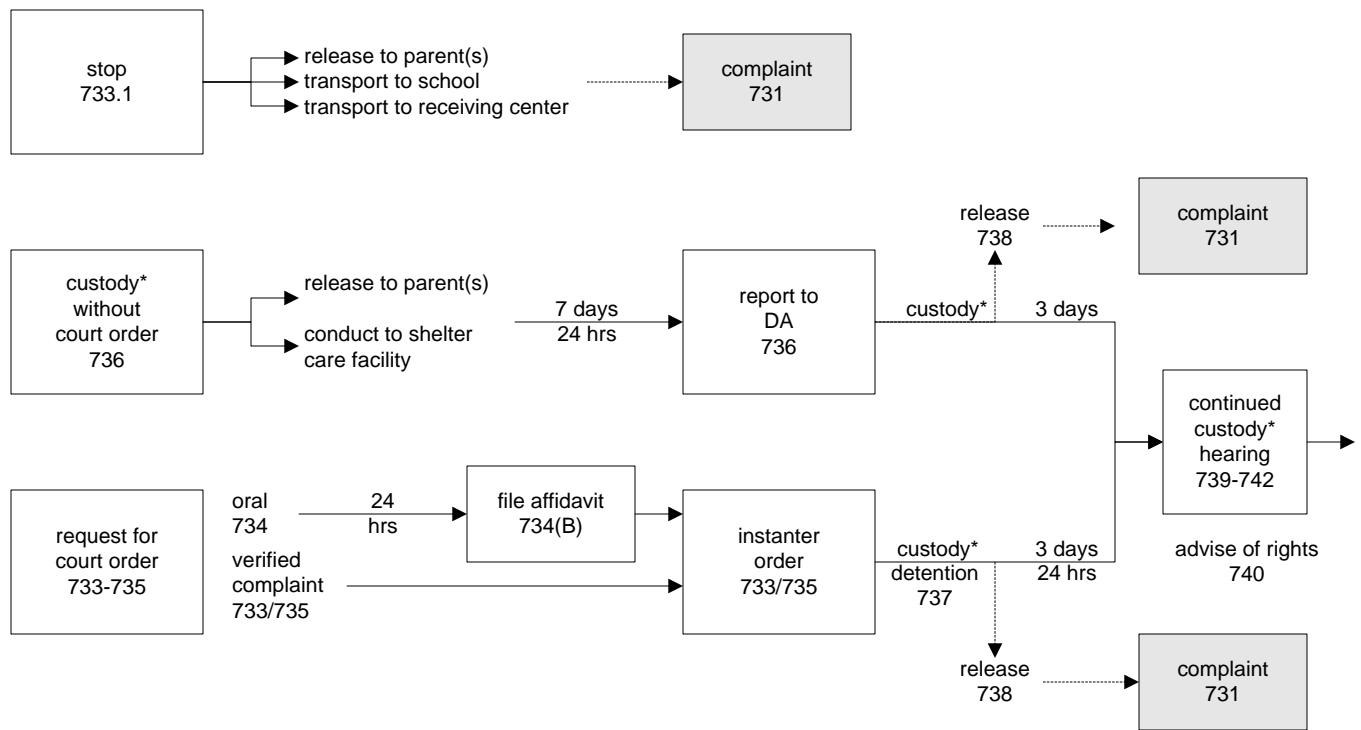 stop
733.1
release to parent(s)
transport to school
transport to receiving center
complaint
731
custody*
without
court order
736
release to parent(s)
conduct to shelter
care facility
7 days
24 hrs
report to
DA
736
custody*
release
738
complaint
731
3 days
continued
custody*
hearing
739-742
advise of rights
740
request for
court order
733-735
oral
734
24
hrs
file affidavit
734(B)
verified
complaint
733/735
instanter
order
733/735
custody*
detention
737
3 days
24 hrs
release
738
complaint
731